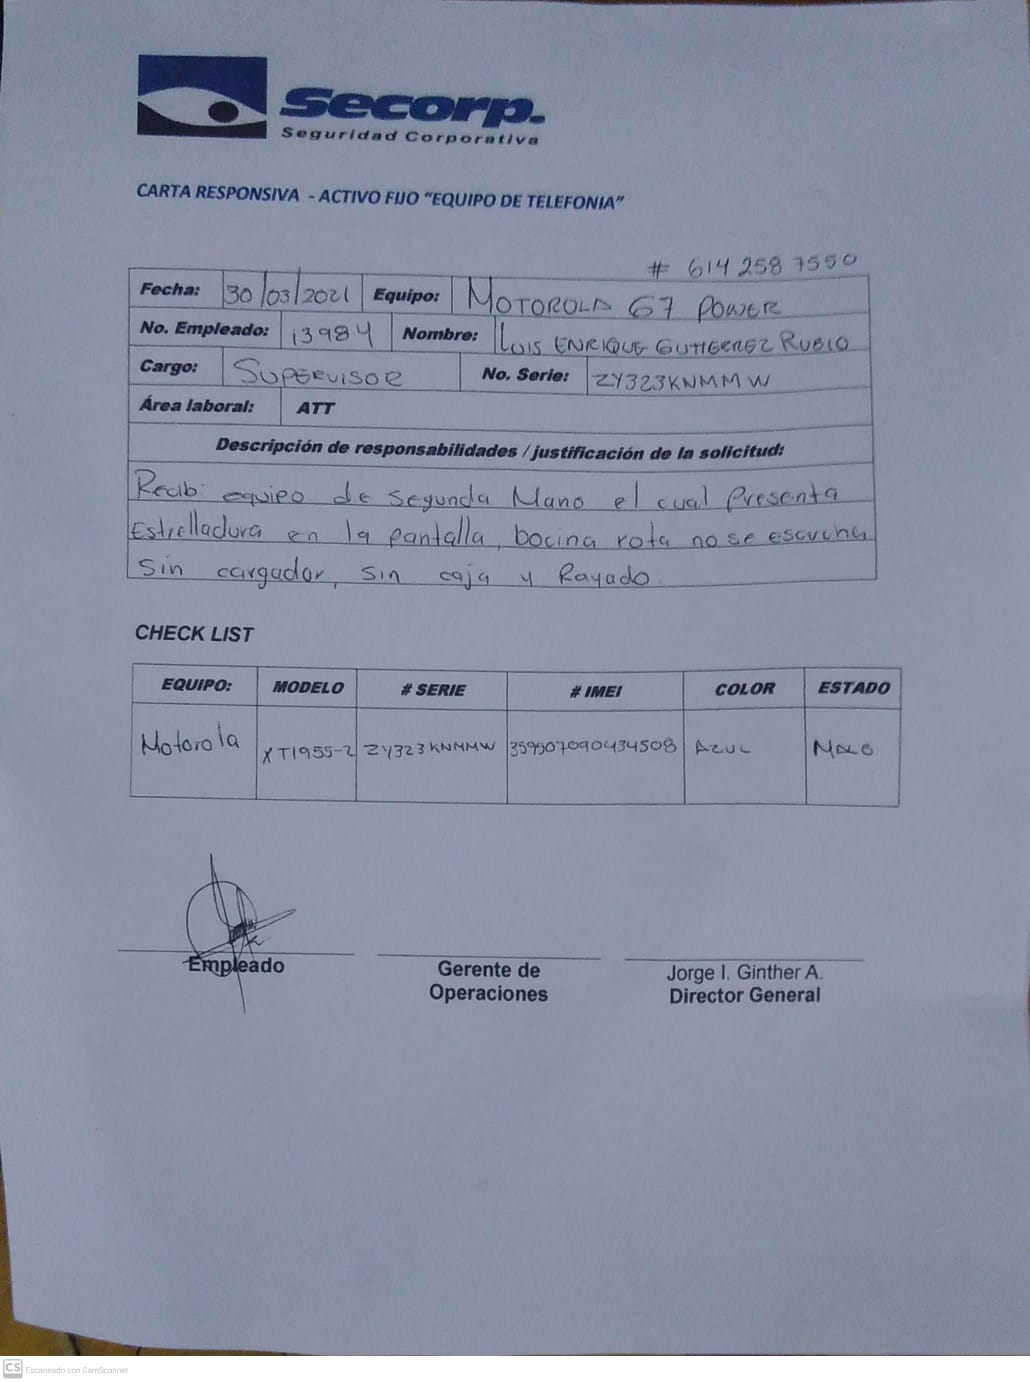 Secorp.
Seguridad Corporativa
CARTA RESPONSIVA - ACTIVO FIJO "EQUIPO DE TELEFONIA"
# 614 258 7550
Fecha: 30/03/2021 Equipo: MOTOROLA G7 POWER
No. Empleado: 13984 Nombre: LUIS ENRIQUE GUTIERREZ RUBIO
Cargo: SUPERVISOR No. Serie: ZY323KNMMW
Área laboral: ATT
Descripción de responsabilidades / justificación de la solicitud:
Recibi equipo de segunda Mano el cual Presenta
Estrelladura en la pantalla, bocina rota no se escucha
Sin cargador, sin caja y Rayado.
CHECK LIST
EQUIPO: MODELO # SERIE # IMEI COLOR ESTADO
Motorola XT1955-2 ZY323KNMMW 359507090434508 AZUL MALO
Empleado
Gerente de
Operaciones
Jorge I. Ginther A.
Director General
CS Escaneado con CamScanner